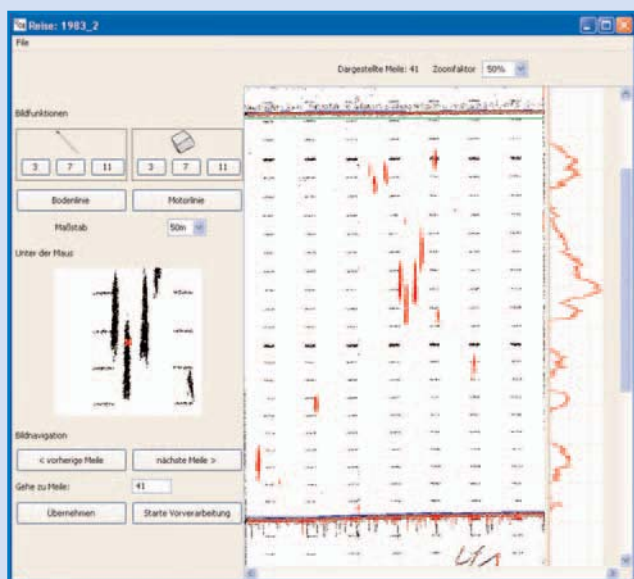 Reise: 1983_2
File
Dargestellte Meile: 41 Zoomfaktor 50%
Bildfunktionen
3 7 11 3 7 11
Bodenlinie Motorlinie
Maßstab 50m
Unter der Maus
Bildnavigation
< vorherige Meile nächste Meile >
Gehe zu Meile: 41
Übernehmen Starte Vorverarbeitung